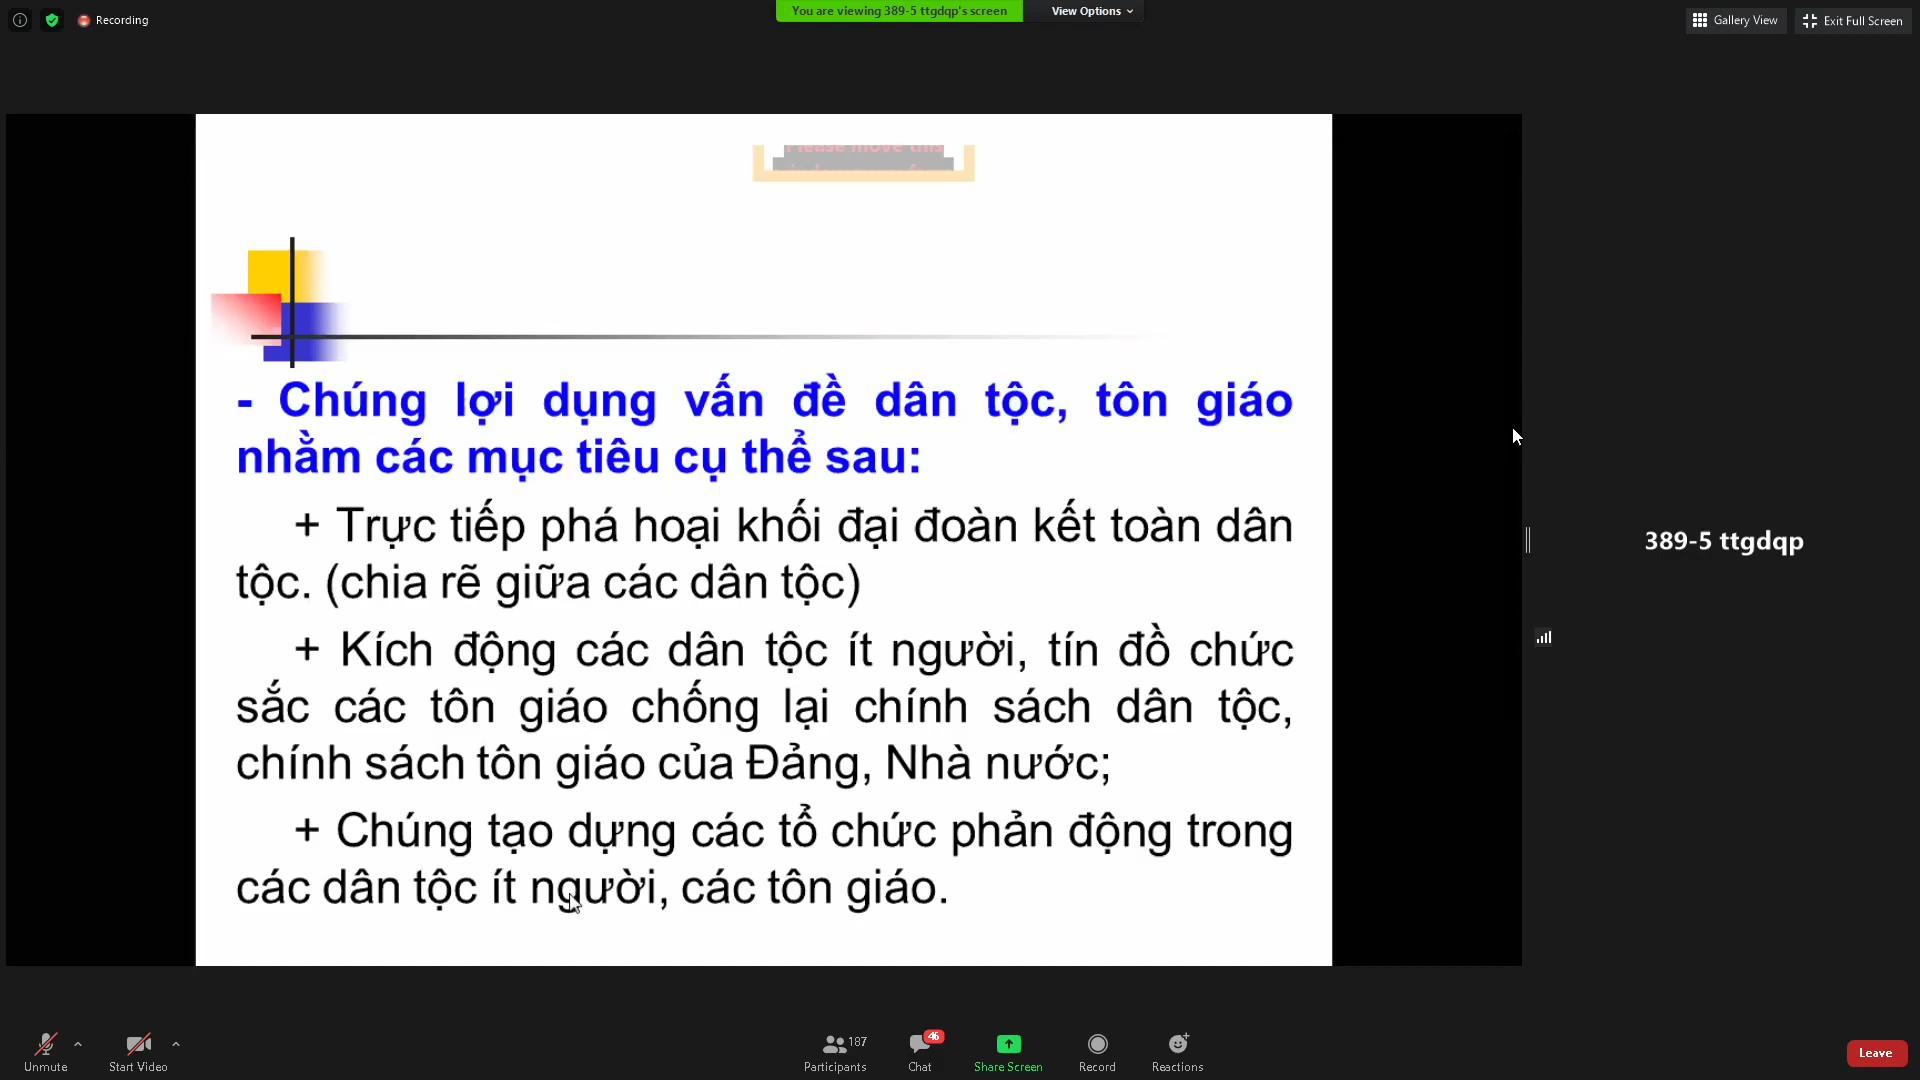 Recording
You are viewing 389-5 ttgdqp's screen
View Options
Gallery View
Exit Full Screen
Please move this
- Chúng lợi dụng vấn đề dân tộc, tôn giáo
nhằm các mục tiêu cụ thể sau:
+ Trực tiếp phá hoại khối đại đoàn kết toàn dân
tộc. (chia rẽ giữa các dân tộc)
+ Kích động các dân tộc ít người, tín đồ chức
sắc các tôn giáo chống lại chính sách dân tộc,
chính sách tôn giáo của Đảng, Nhà nước;
+ Chúng tạo dựng các tổ chức phản động trong
các dân tộc ít người, các tôn giáo.
389-5 ttgdqp
Unmute
Start Video
187
Participants
46
Chat
Share Screen
Record
Reactions
Leave